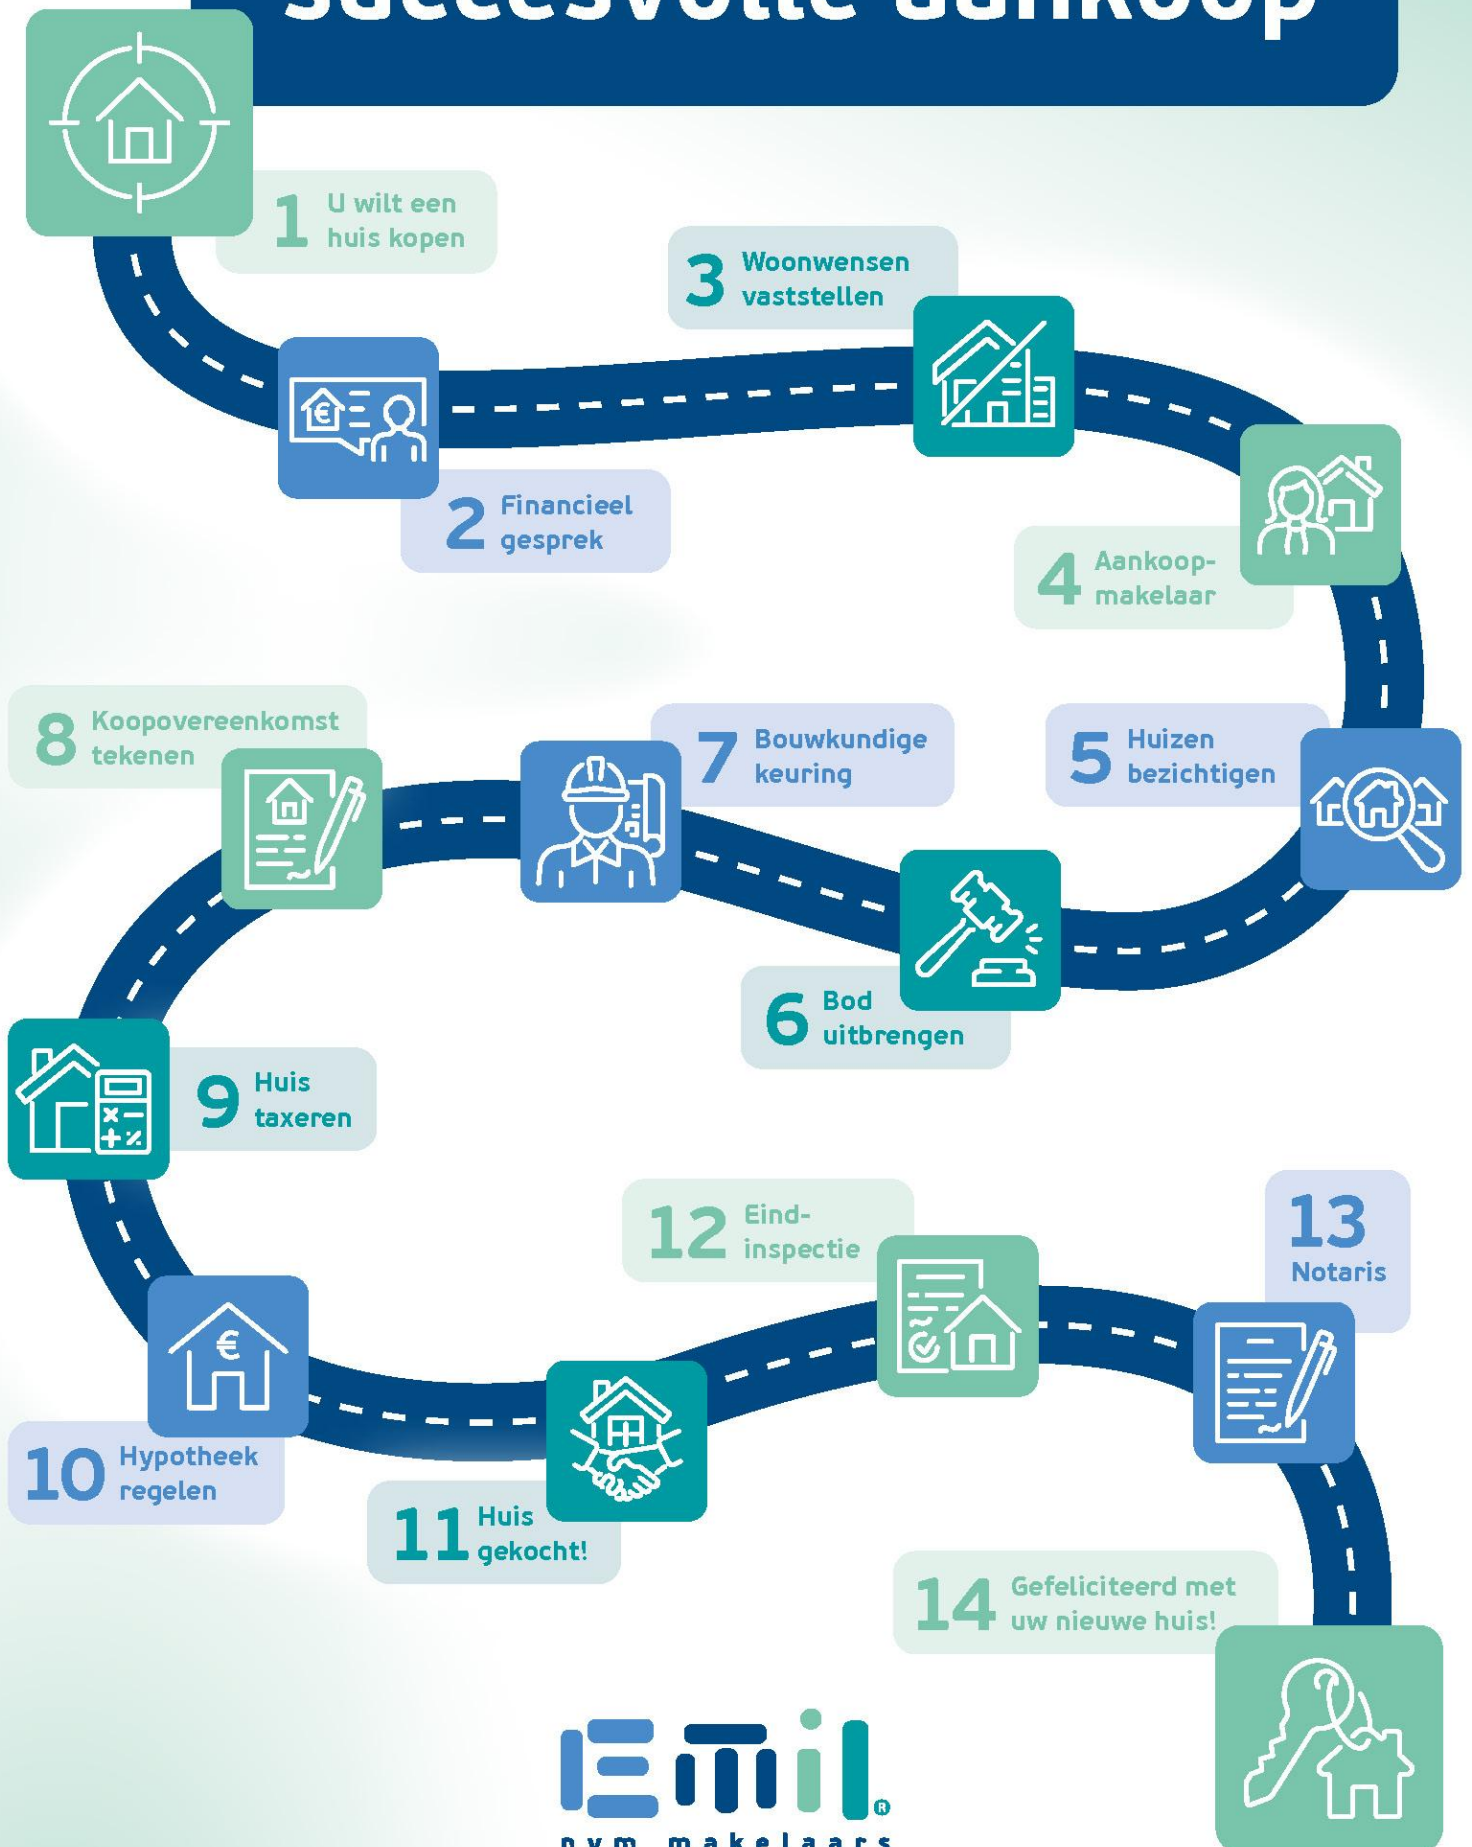 succesvolle aankoop
1 U wilt een
huis kopen
2 Financieel
gesprek
3 Woonwensen
vaststellen
4 Aankoop-
makelaar
5 Huizen
bezichtigen
6 Bod
uitbrengen
7 Bouwkundige
keuring
8 Koopovereenkomst
tekenen
9 Huis
taxeren
10 Hypotheek
regelen
11 Huis
gekocht!
12 Eind-
inspectie
13
Notaris
14 Gefeliciteerd met
uw nieuwe huis!
Emil®
nvm makelaars